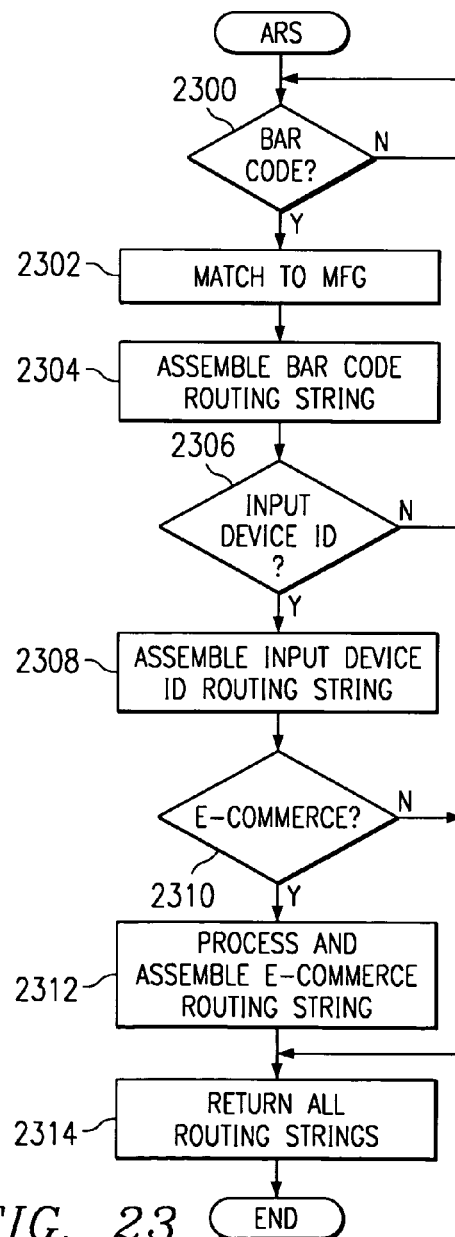 ARS
2300
BAR
CODE?
N
Y
2302
MATCH TO MFG
2304
ASSEMBLE BAR CODE
ROUTING STRING
2306
INPUT
DEVICE ID
?
N
Y
2308
ASSEMBLE INPUT DEVICE
ID ROUTING STRING
E-COMMERCE?
N
2310
Y
2312
PROCESS AND
ASSEMBLE E-COMMERCE
ROUTING STRING
2314
RETURN ALL
ROUTING STRINGS
FIG. 23
END